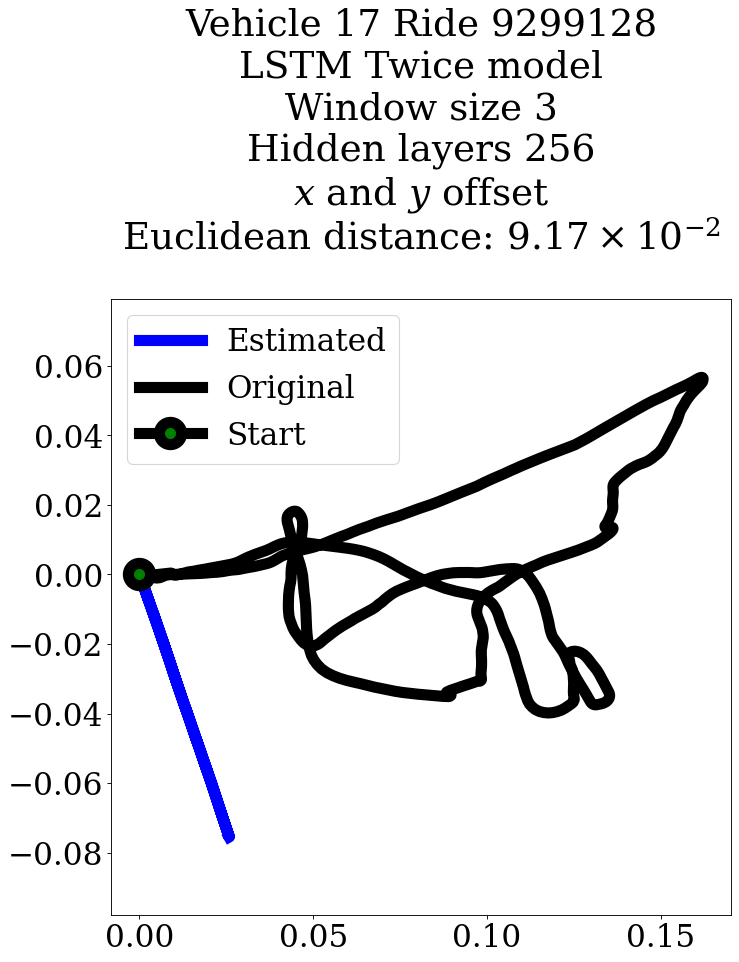 Vehicle 17 Ride 9299128
LSTM Twice model
Window size 3
Hidden layers 256
x and y offset
Euclidean distance: 9.17 × 10⁻²
Estimated
Original
Start
0.06
0.04
0.02
0.00
−0.02
−0.04
−0.06
−0.08
0.00 0.05 0.10 0.15